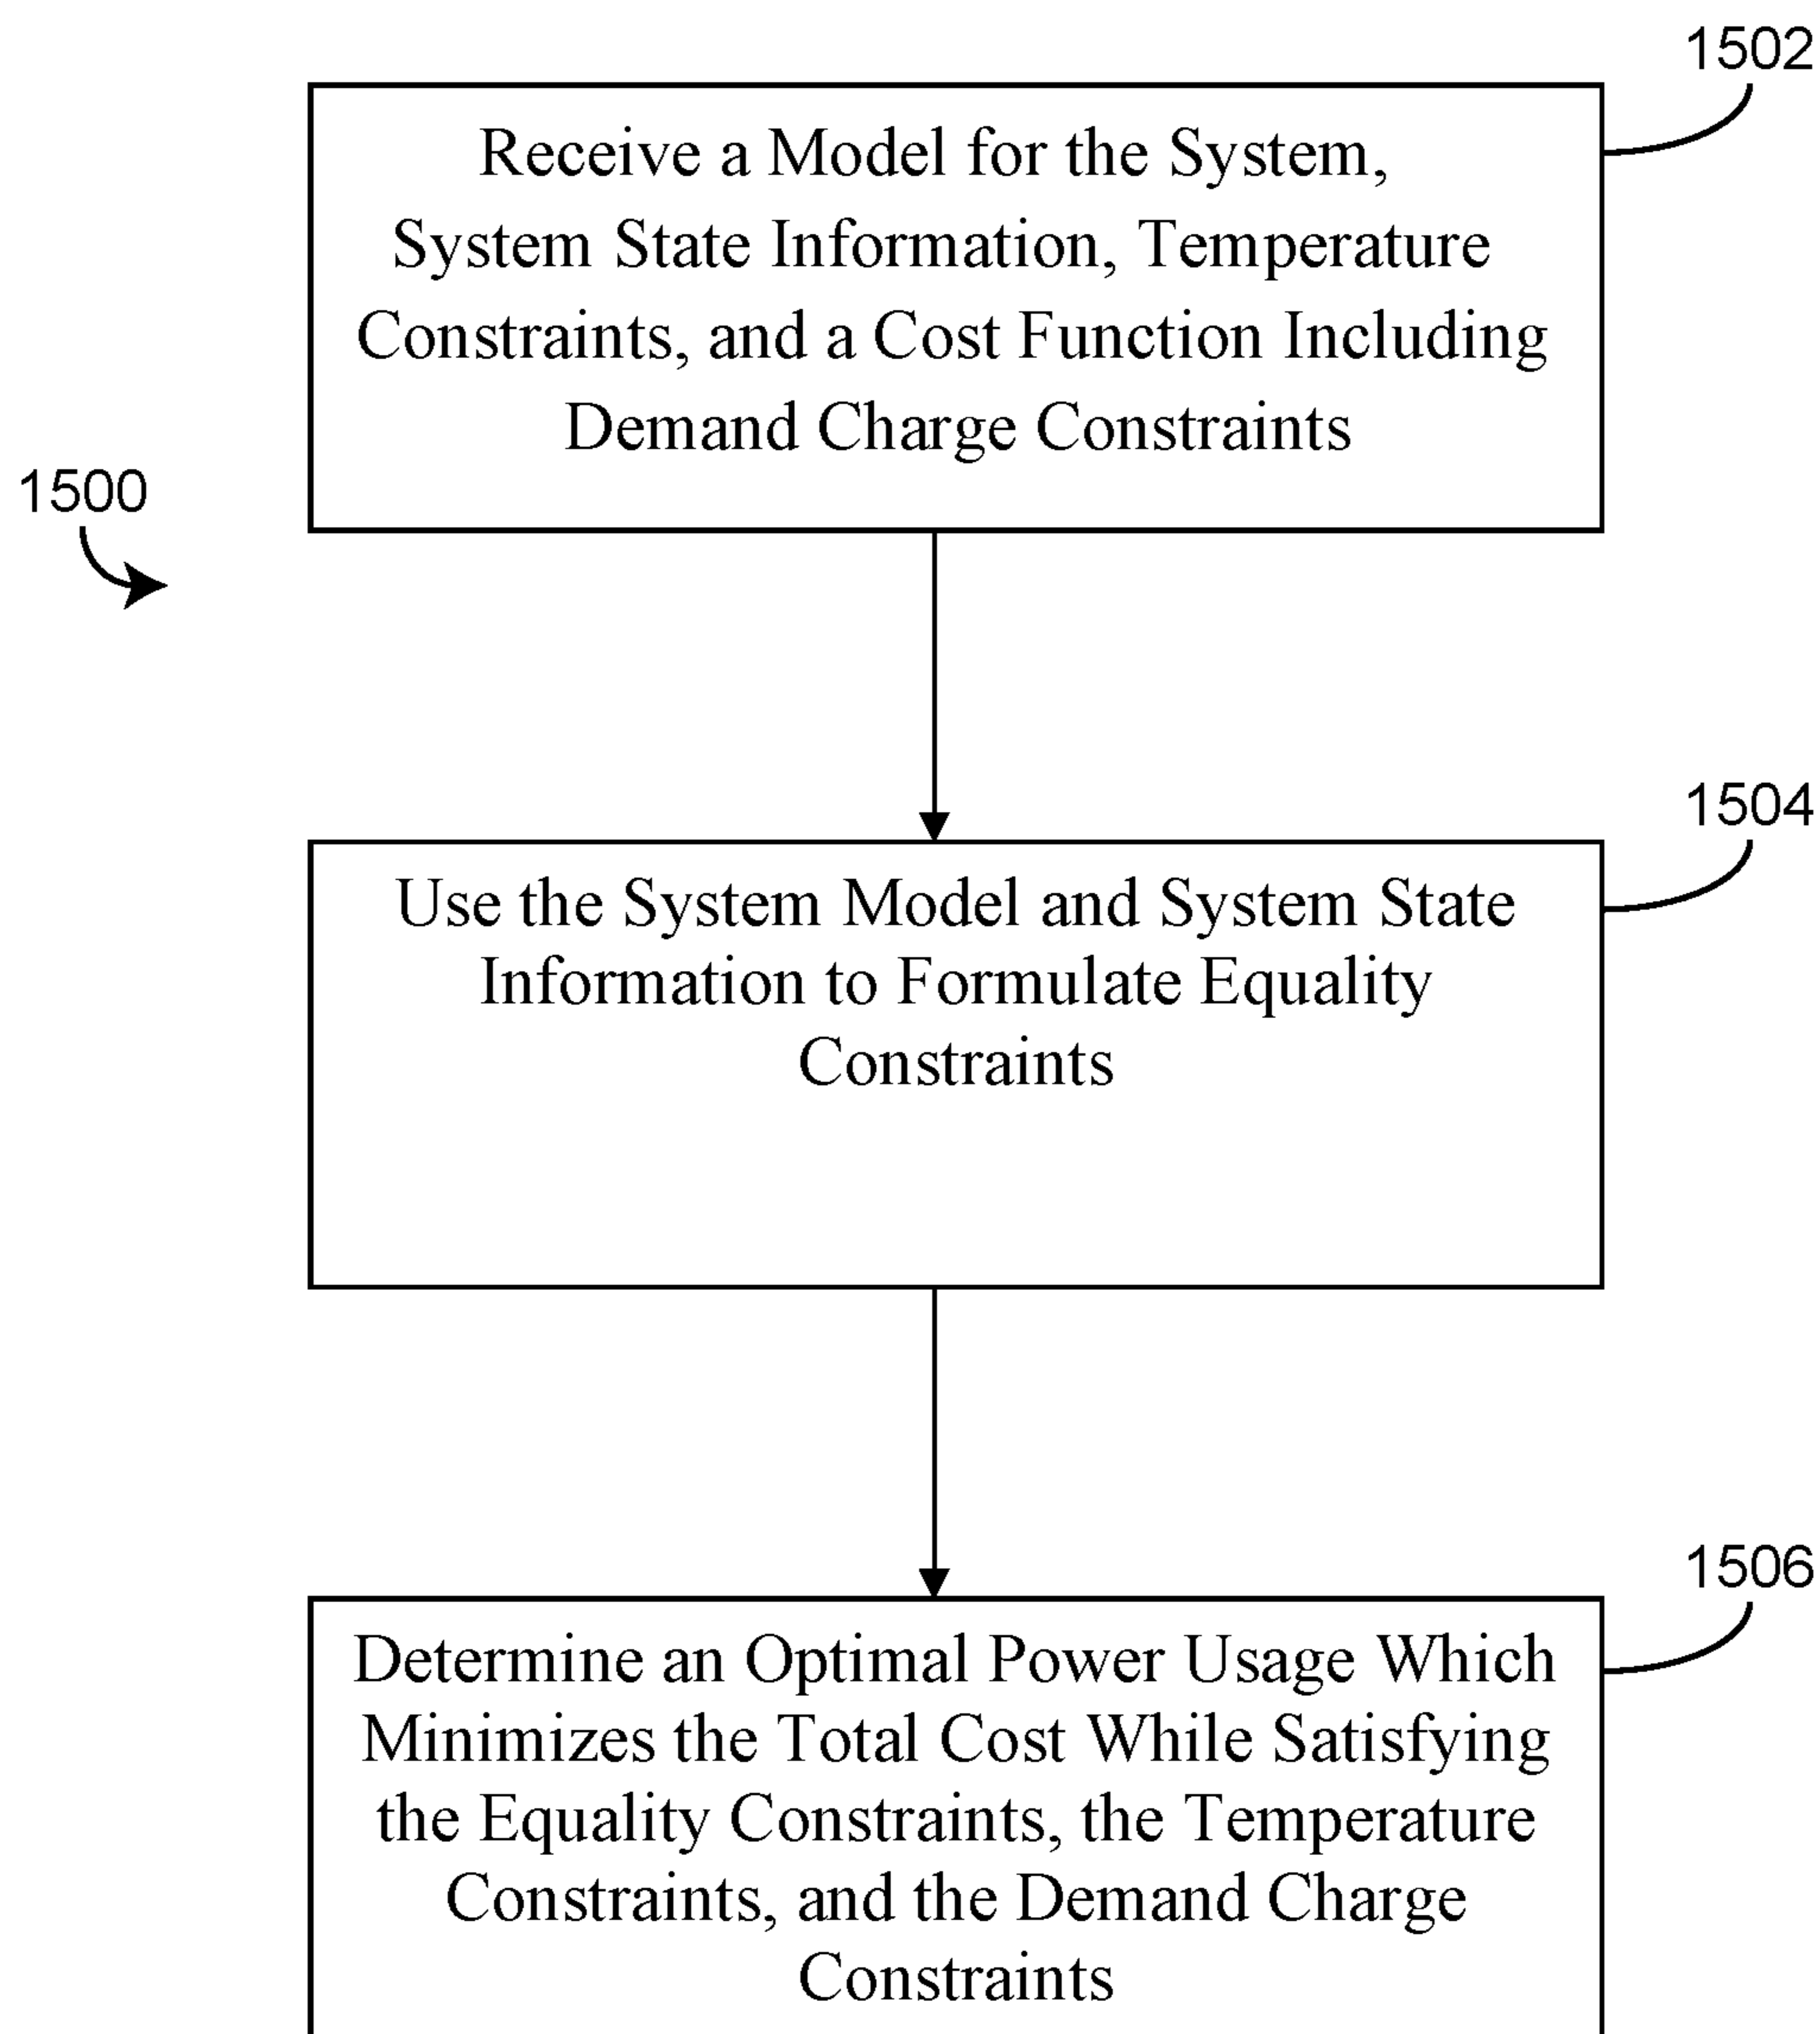 1502
Receive a Model for the System,
System State Information, Temperature
Constraints, and a Cost Function Including
Demand Charge Constraints
1500
1504
Use the System Model and System State
Information to Formulate Equality
Constraints
1506
Determine an Optimal Power Usage Which
Minimizes the Total Cost While Satisfying
the Equality Constraints, the Temperature
Constraints, and the Demand Charge
Constraints